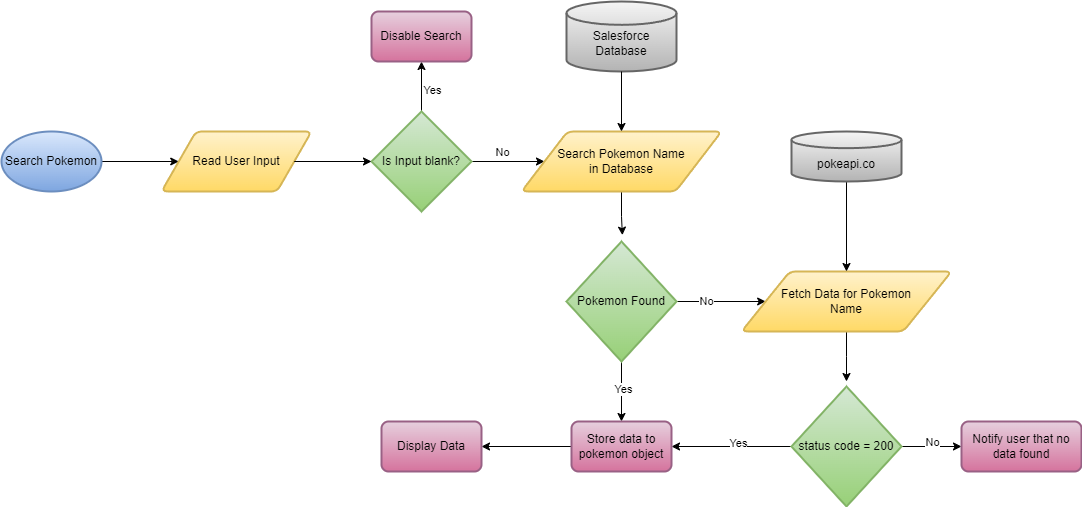 Disable Search
Salesforce
Database
Yes
Search Pokemon
Read User Input
Is Input blank?
No
Search Pokemon Name
in Database
pokeapi.co
Pokemon Found
No
Fetch Data for Pokemon
Name
Yes
Display Data
Store data to
pokemon object
Yes
status code = 200
No
Notify user that no
data found